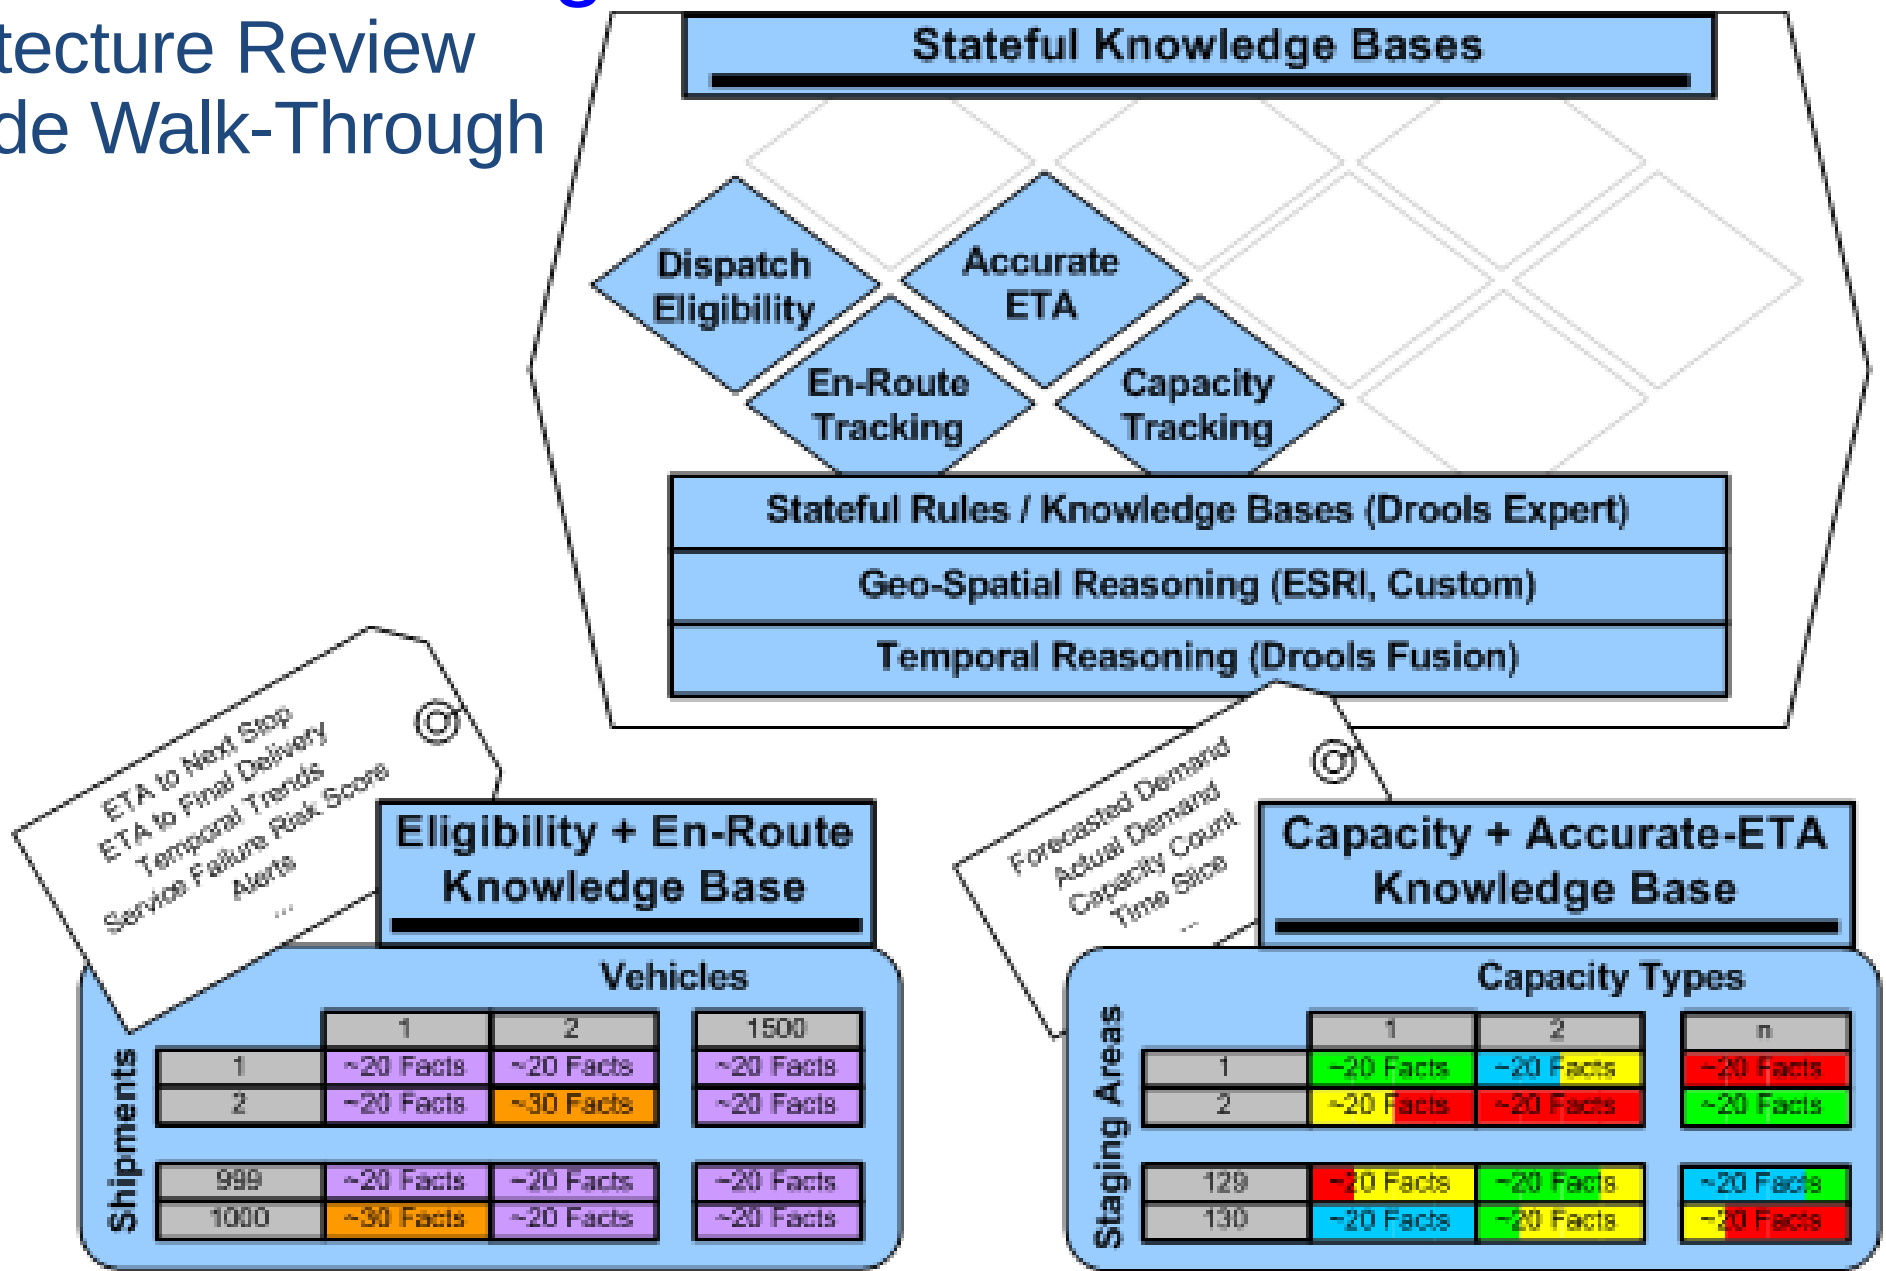 g
tecture Review
de Walk-Through
Stateful Knowledge Bases
Dispatch
Eligibility
Accurate
ETA
En-Route
Tracking
Capacity
Tracking
Stateful Rules / Knowledge Bases (Drools Expert)
Geo-Spatial Reasoning (ESRI, Custom)
Temporal Reasoning (Drools Fusion)
ETA to Next Stop
ETA to Final Delivery
Temporal Trends
Service Failure Risk Score
Alerts
...
Eligibility + En-Route
Knowledge Base
Vehicles
Shipments
1 2 1500
1 ~20 Facts ~20 Facts ~20 Facts
2 ~20 Facts ~30 Facts ~20 Facts
999 ~20 Facts ~20 Facts ~20 Facts
1000 ~30 Facts ~20 Facts ~20 Facts
Forecasted Demand
Actual Demand
Capacity Count
Time Slice
...
Capacity + Accurate-ETA
Knowledge Base
Capacity Types
Staging Areas
1 2 n
1 ~20 Facts ~20 Facts ~20 Facts
2 ~20 Facts ~20 Facts ~20 Facts
129 ~20 Facts ~20 Facts ~20 Facts
130 ~20 Facts ~20 Facts ~20 Facts